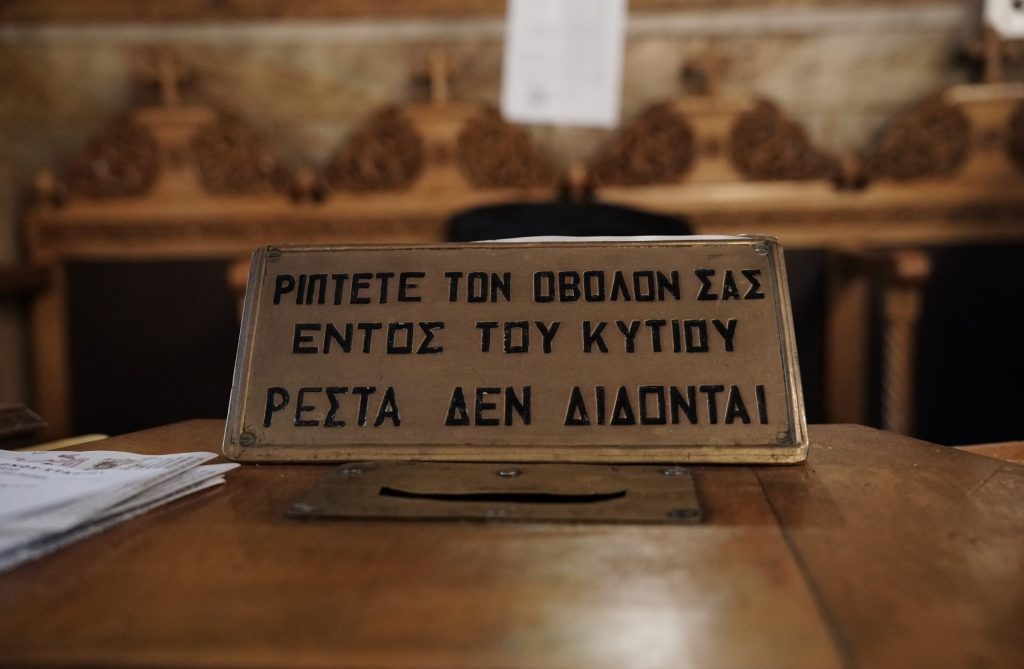 ΡΙΠΤΕΤΕ ΤΟΝ ΟΒΟΛΟΝ ΣΑΣ
ΕΝΤΟΣ ΤΟΥ ΚΥΤΙΟΥ
ΡΕΣΤΑ ΔΕΝ ΔΙΔΟΝΤΑΙ